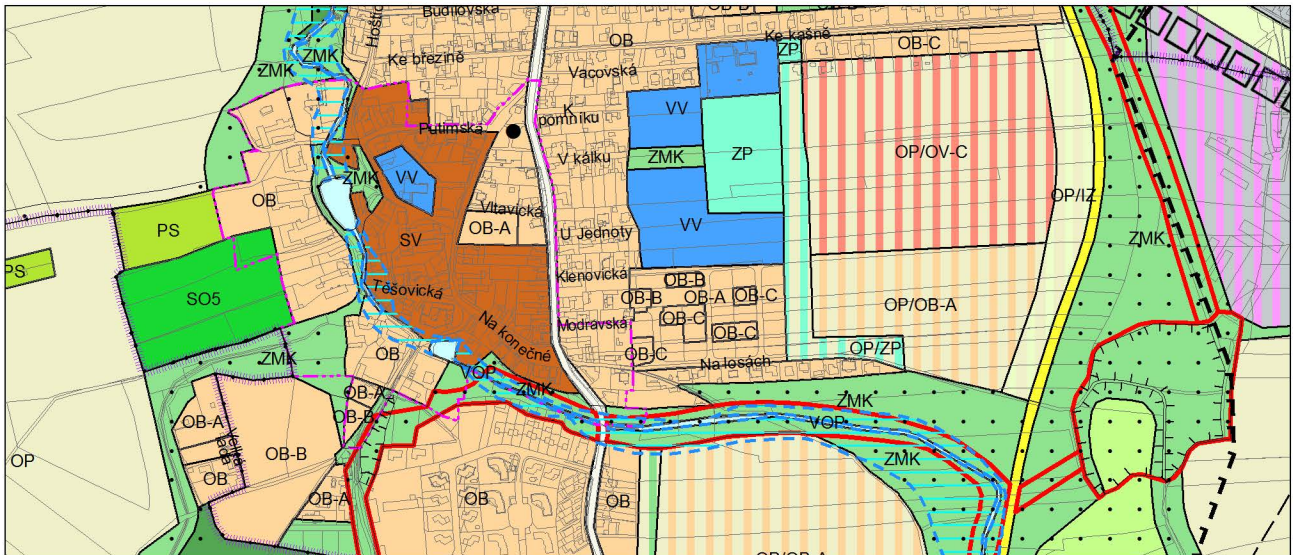 Budilovská
OB-B
ZMK
ZMK
Ke březině
OB
Ke kašně
ZP
OB-C
Vacovská
K
pomníku
Putimská
VV
ZP
OP/OV-C
V kálku
ZMK
ZMK
VV
OB
Vltavická
OB-A
PS
SV
U Jednoty
VV
OP/IZ
ZMK
PS
SO5
Těšovická
Klenovická
OB-B
OB-B
OB-A
OB-C
OB-C
OP/OB-A
Na konečné
Modravská
OB-C
OB-C
Na losách
OP/ZP
ZMK
OB
VOP
ZMK
OB-A
OB-B
ZMK
VOP
OB-A
OB-B
OP
OB
OB-A
OB
OB
ZMK